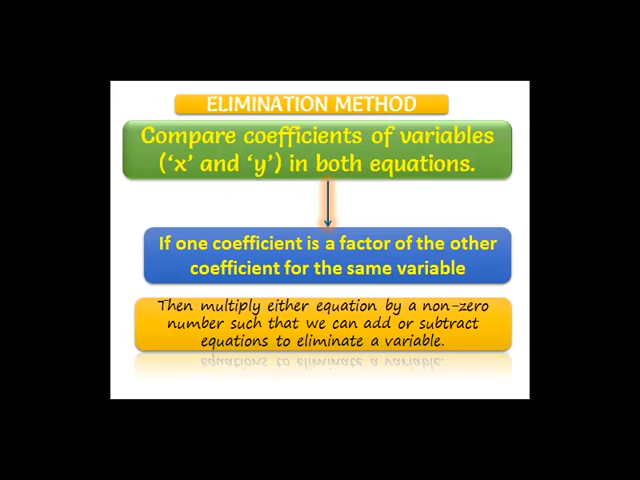 ELIMINATION METHOD
Compare coefficients of variables
(‘x’ and ‘y’) in both equations.
If one coefficient is a factor of the other
coefficient for the same variable
Then multiply either equation by a non-zero
number such that we can add or subtract
equations to eliminate a variable.